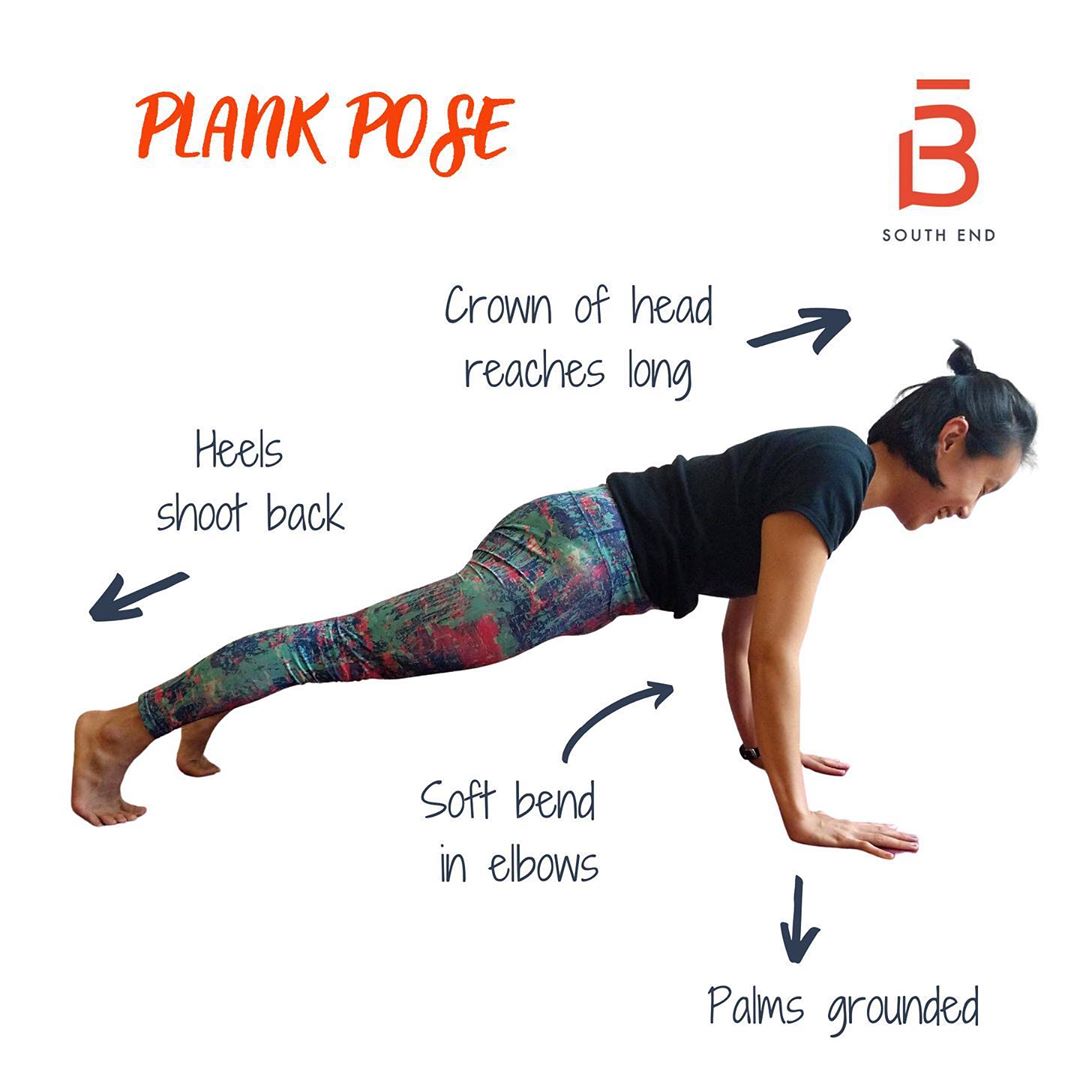 PLANK POSE
B̄
SOUTH END
Crown of head
reaches long
Heels
shoot back
Soft bend
in elbows
Palms grounded